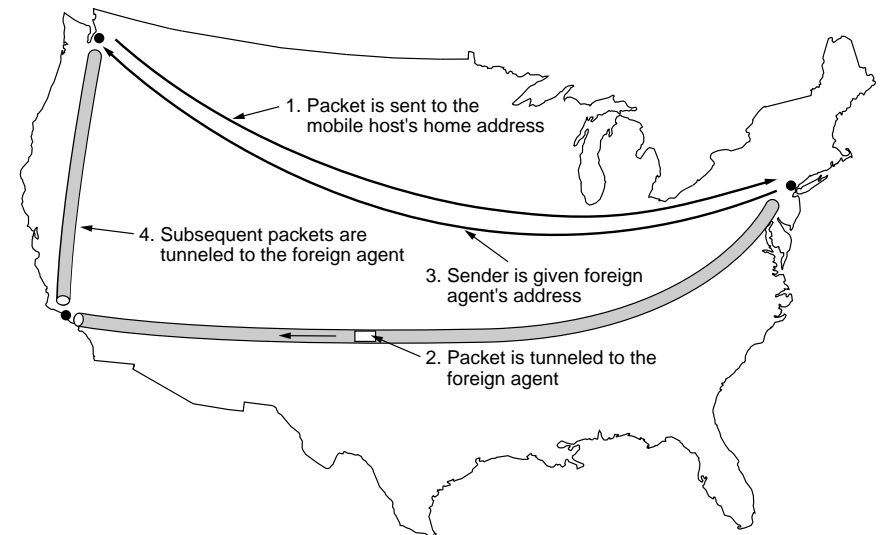 1. Packet is sent to the
mobile host's home address
4. Subsequent packets are
tunneled to the foreign agent
3. Sender is given foreign
agent's address
2. Packet is tunneled to the
foreign agent